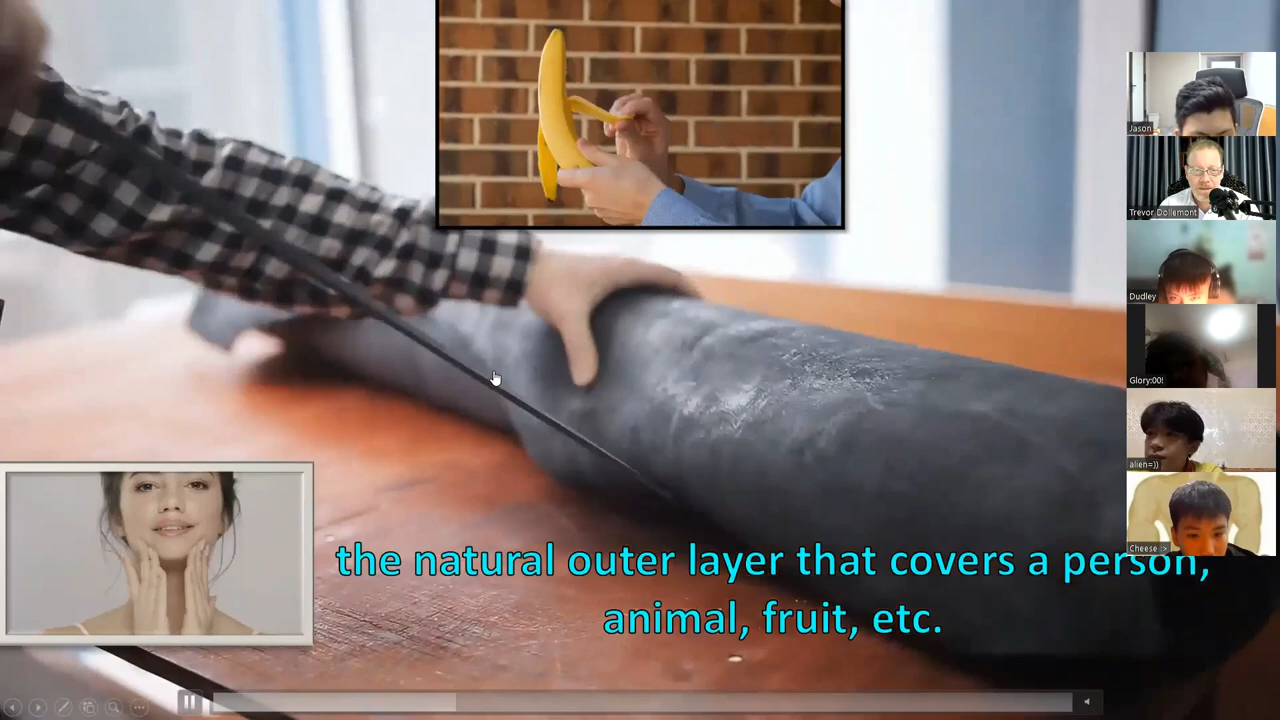 Jason
Trevor Dollemont
Dudley
Glory:00!
alien=))
Cheese :>
the natural outer layer that covers a person,
animal, fruit, etc.